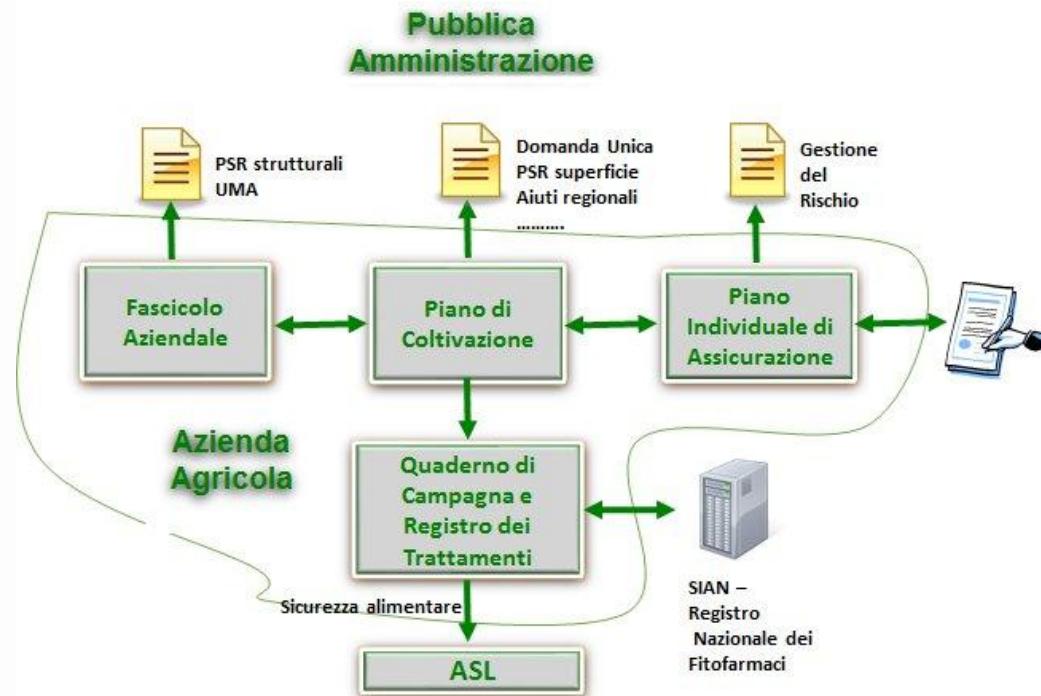 Pubblica
Amministrazione
PSR strutturali
UMA
Domanda Unica
PSR superficie
Aiuti regionali
……….
Gestione
del
Rischio
Fascicolo
Aziendale
Piano di
Coltivazione
Piano
Individuale di
Assicurazione
Azienda
Agricola
Quaderno di
Campagna e
Registro dei
Trattamenti
SIAN –
Registro
Nazionale dei
Fitofarmaci
Sicurezza alimentare
ASL